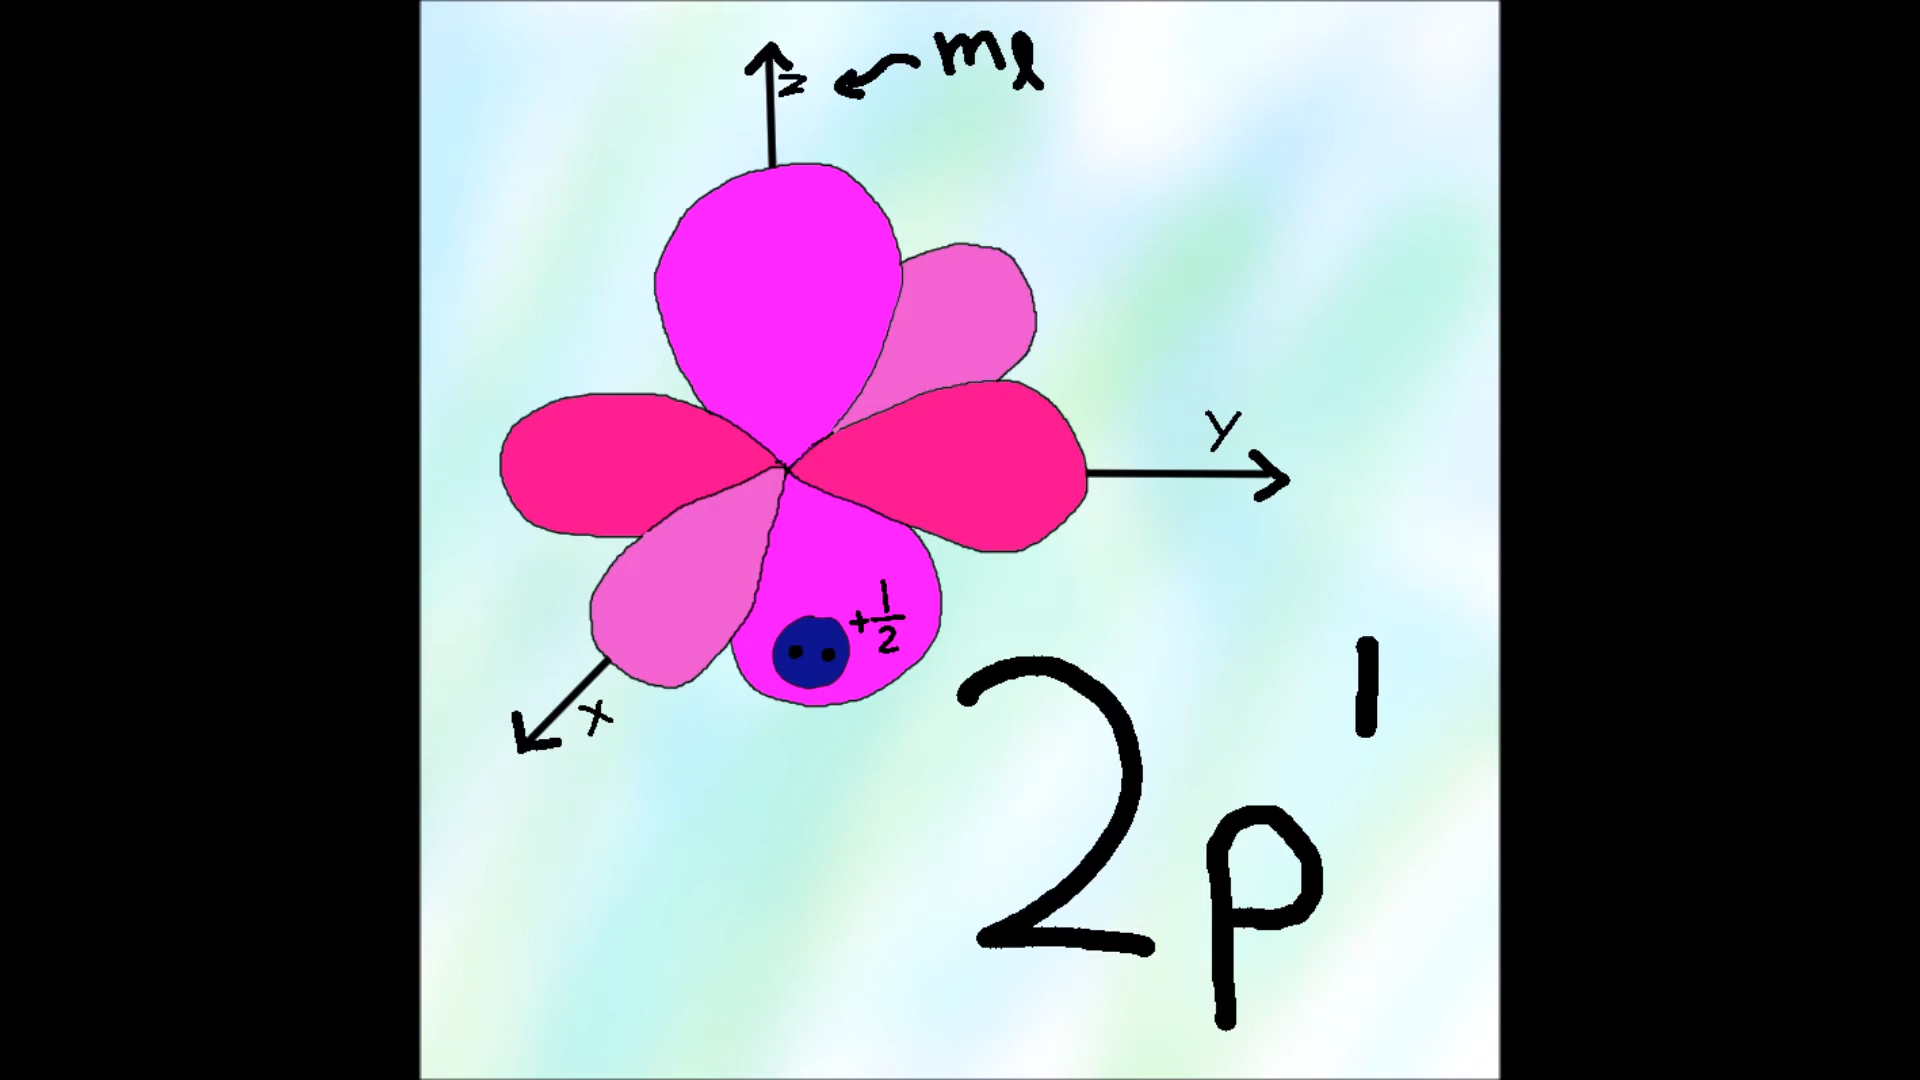 z ← mℓ
y
+1/2
x
2p¹